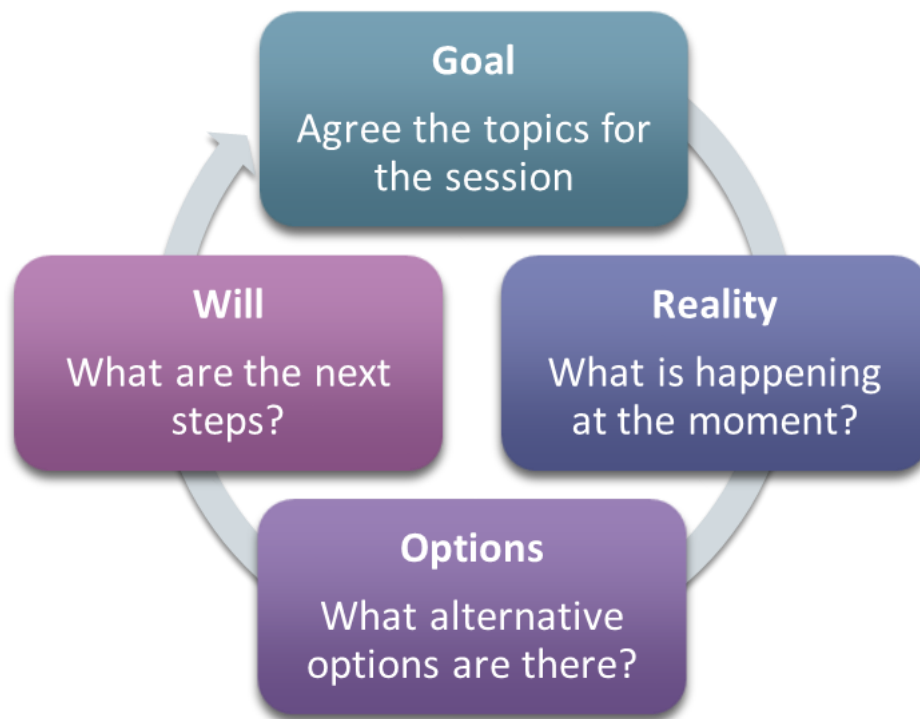 Goal
Agree the topics for
the session
Reality
What is happening
at the moment?
Options
What alternative
options are there?
Will
What are the next
steps?